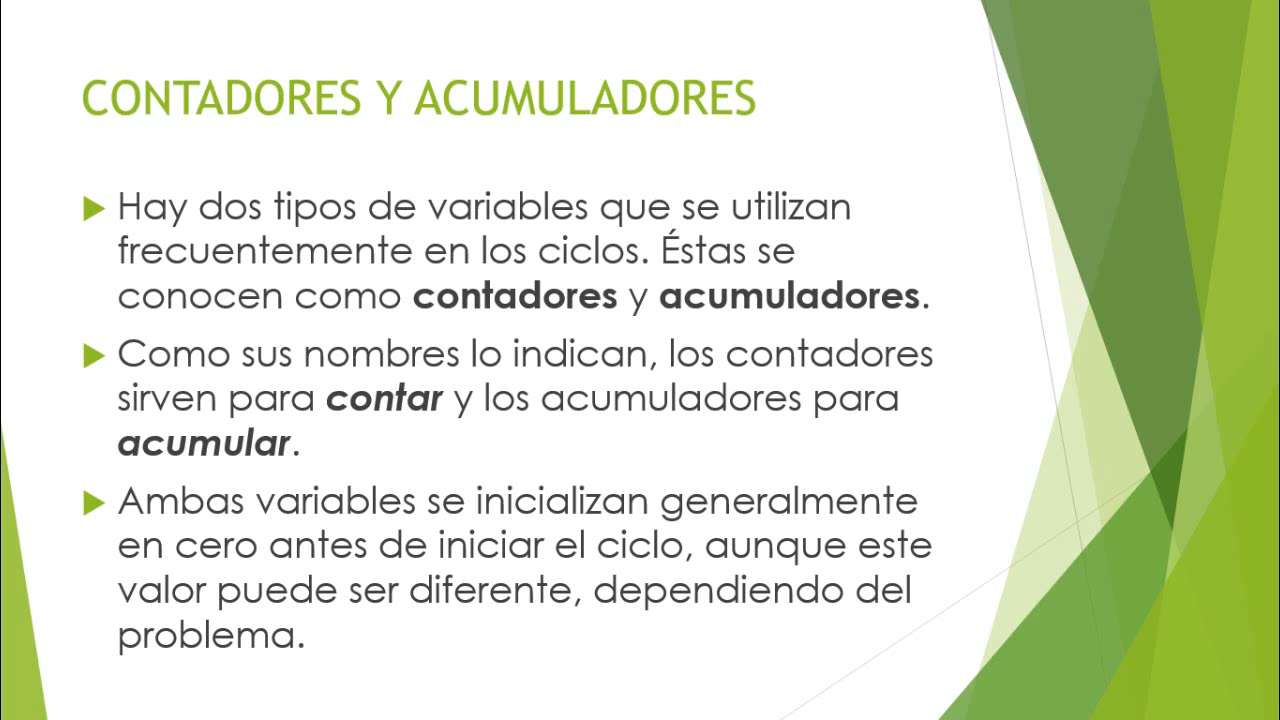 CONTADORES Y ACUMULADORES
Hay dos tipos de variables que se utilizan
frecuentemente en los ciclos. Éstas se
conocen como contadores y acumuladores.
Como sus nombres lo indican, los contadores
sirven para contar y los acumuladores para
acumular.
Ambas variables se inicializan generalmente
en cero antes de iniciar el ciclo, aunque este
valor puede ser diferente, dependiendo del
problema.